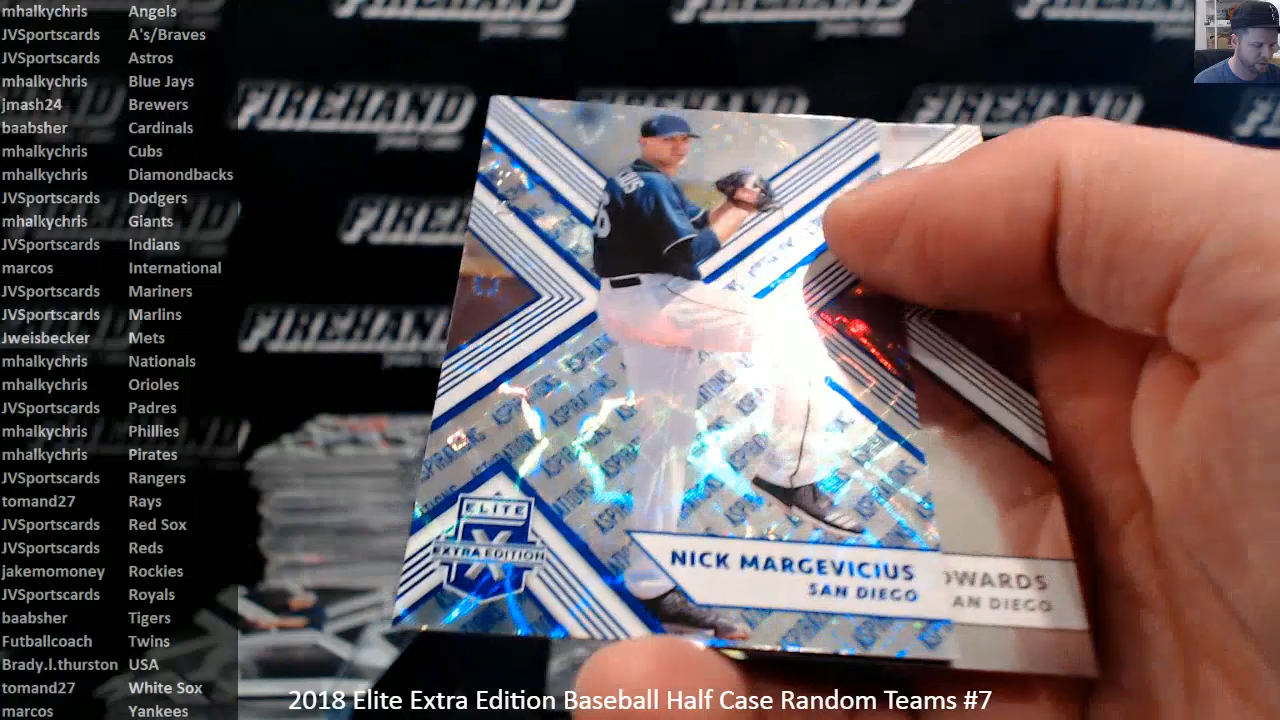 mhalkychris Angels
JVSportscards A's/Braves
JVSportscards Astros
mhalkychris Blue Jays
jmash24 Brewers
baabsher Cardinals
mhalkychris Cubs
mhalkychris Diamondbacks
JVSportscards Dodgers
mhalkychris Giants
JVSportscards Indians
marcos International
JVSportscards Mariners
JVSportscards Marlins
Jweisbecker Mets
mhalkychris Nationals
mhalkychris Orioles
JVSportscards Padres
mhalkychris Phillies
mhalkychris Pirates
JVSportscards Rangers
tomand27 Rays
JVSportscards Red Sox
JVSportscards Reds
jakemomoney Rockies
JVSportscards Royals
baabsher Tigers
Futballcoach Twins
Brady.l.thurston USA
tomand27 White Sox
marcos Yankees
FIREHAND
FIREHAND
FIREHAND
ASPIRATIONS
ELITE
X
EXTRA EDITION
NICK MARGEVICIUS
SAN DIEGO
WARDS
AN DIEGO
2018 Elite Extra Edition Baseball Half Case Random Teams #7